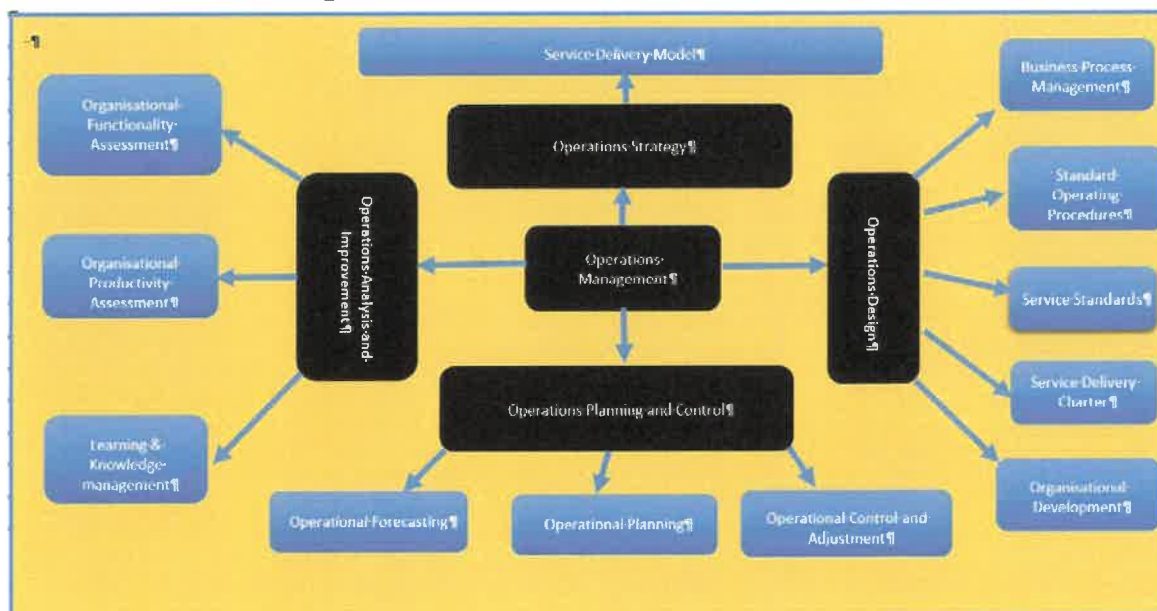 ¶
Service·Delivery·Model¶
Business·Process·
Management¶
Organisational·
Functionality·
Assessment¶
Operations·Strategy¶
Standard·
Operating·
Procedures¶
Operations·Analysis·and·
Improvement¶
Operations·
Management¶
Operations·Design¶
Organisational·
Productivity·
Assessment¶
Service·Standards¶
Service·Delivery·
Charter¶
Operations·Planning·and·Control¶
Learning·&·
Knowledge·
management¶
Organisational·
Development¶
Operational·Forecasting¶
Operational·Planning¶
Operational·Control·and·
Adjustment¶